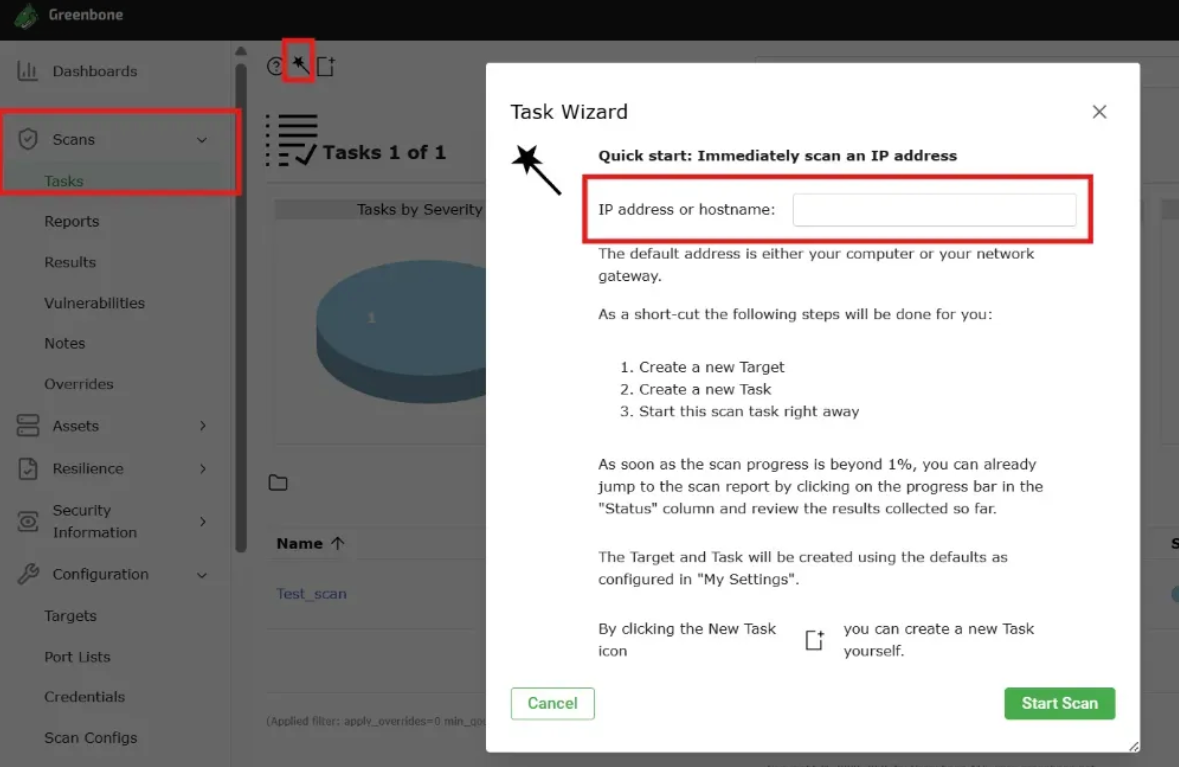 Greenbone
Dashboards
Scans
Tasks
Reports
Results
Vulnerabilities
Notes
Overrides
Assets
Resilience
Security
Information
Configuration
Targets
Port Lists
Credentials
Scan Configs
?
Tasks 1 of 1
Tasks by Severity
1
Name
Test_scan
(Applied filter: apply_overrides=0
S
Task Wizard
Quick start: Immediately scan an IP address
IP address or hostname:
The default address is either your computer or your network
gateway.
As a short-cut the following steps will be done for you:
1. Create a new Target
2. Create a new Task
3. Start this scan task right away
As soon as the scan progress is beyond 1%, you can already
jump to the scan report by clicking on the progress bar in the
"Status" column and review the results collected so far.
The Target and Task will be created using the defaults as
configured in "My Settings".
By clicking the New Task
icon
you can create a new Task
yourself.
Cancel
Start Scan